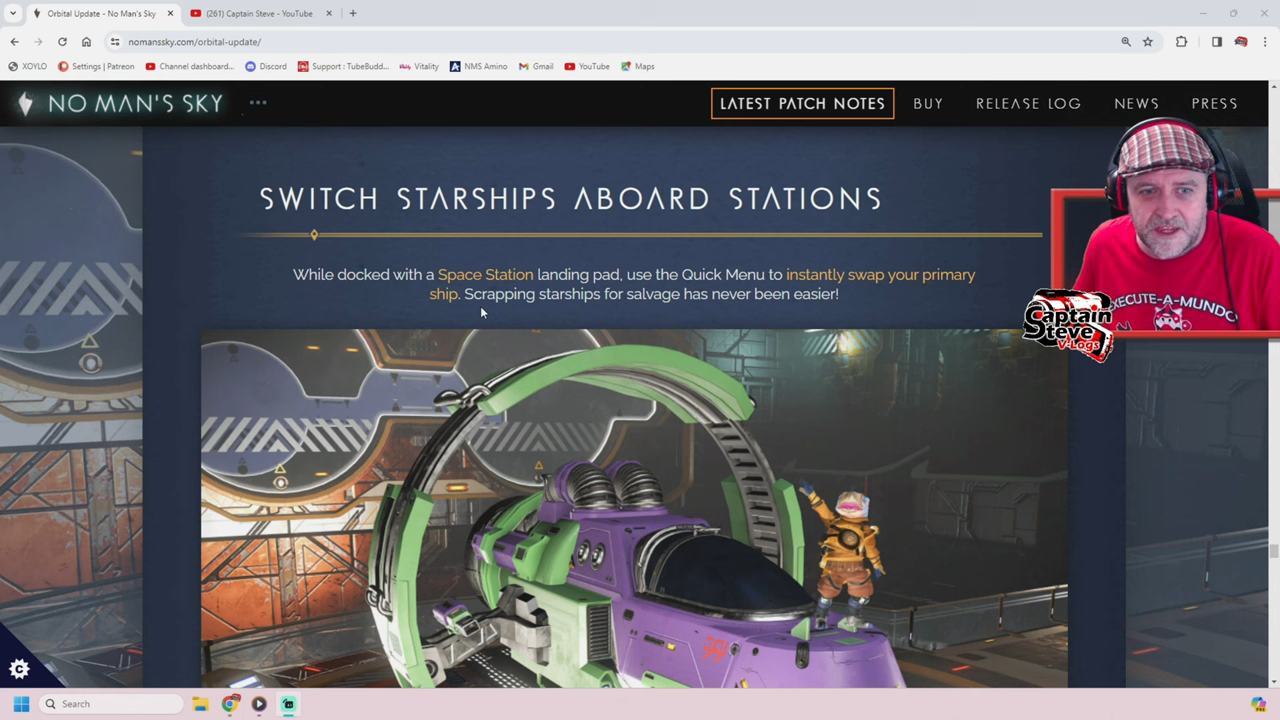 Orbital Update - No Man's Sky
(261) Captain Steve - YouTube
nomanssky.com/orbital-update/
XOYLO
Settings | Patreon
Channel dashboard...
Discord
Support : TubeBudd...
Vitality
NMS Amino
Gmail
YouTube
Maps
NO MAN'S SKY
LATEST PATCH NOTES
BUY
RELEASE LOG
NEWS
PRESS
SWITCH STARSHIPS ABOARD STATIONS
While docked with a Space Station landing pad, use the Quick Menu to instantly swap your primary
ship. Scrapping starships for salvage has never been easier!
EXECUTE-A-MUNDO
Captain
Steve
V-Logs
Search